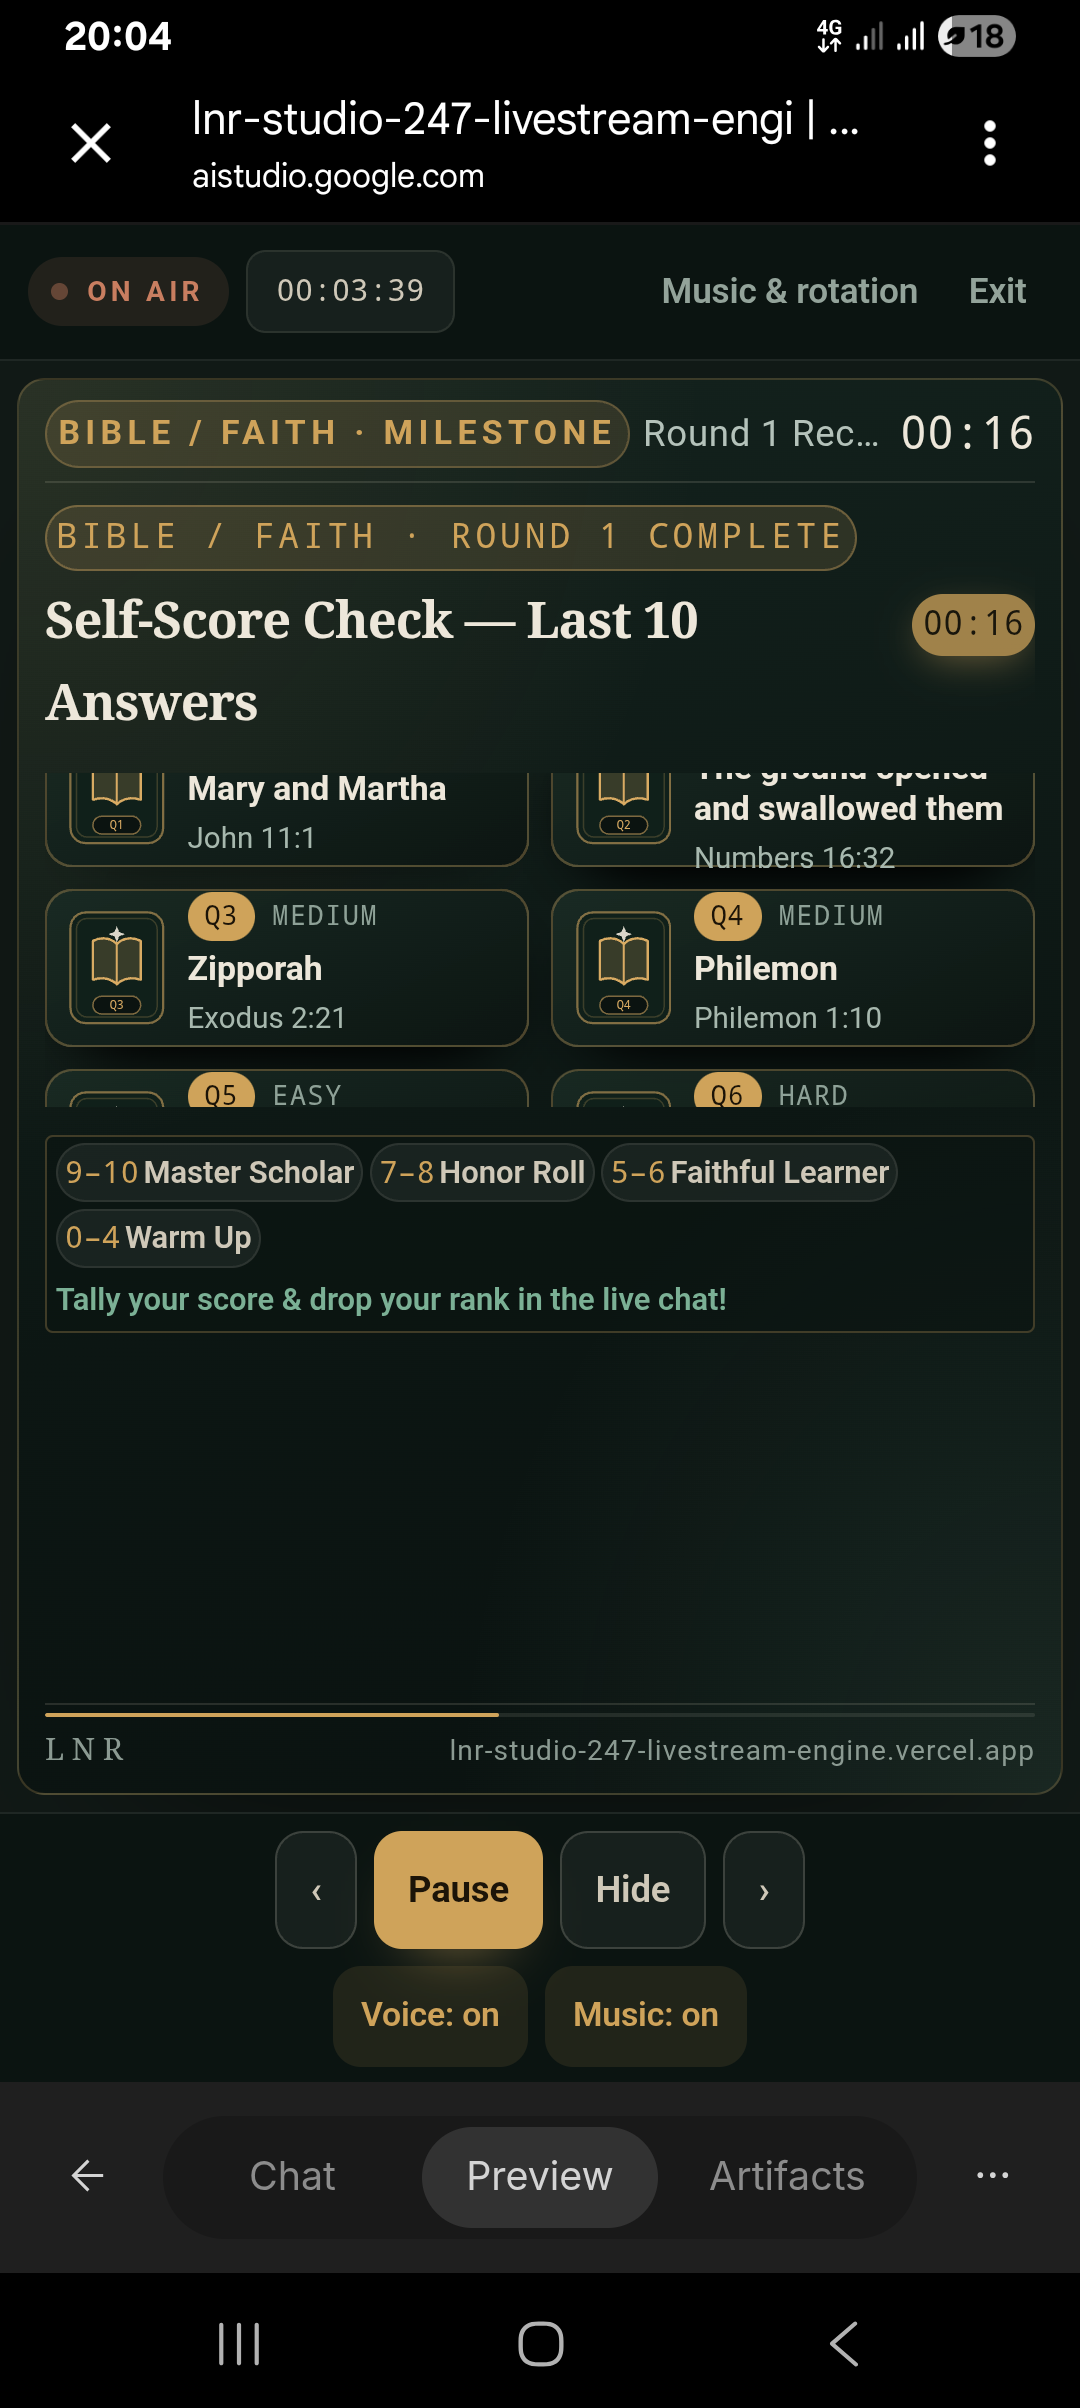 20:04
4G
18
lnr-studio-247-livestream-engi | ...
aistudio.google.com
ON AIR
00:03:39
Music & rotation
Exit
BIBLE / FAITH · MILESTONE
Round 1 Rec...
00:16
BIBLE / FAITH · ROUND 1 COMPLETE
Self-Score Check — Last 10
Answers
00:16
Q1
Mary and Martha
John 11:1
Q2
The ground opened
and swallowed them
Numbers 16:32
Q3 MEDIUM
Zipporah
Exodus 2:21
Q3
Q4 MEDIUM
Philemon
Philemon 1:10
Q4
Q5 EASY
Q6 HARD
9–10 Master Scholar
7–8 Honor Roll
5–6 Faithful Learner
0–4 Warm Up
Tally your score & drop your rank in the live chat!
LNR
lnr-studio-247-livestream-engine.vercel.app
‹
Pause
Hide
›
Voice: on
Music: on
Chat
Preview
Artifacts